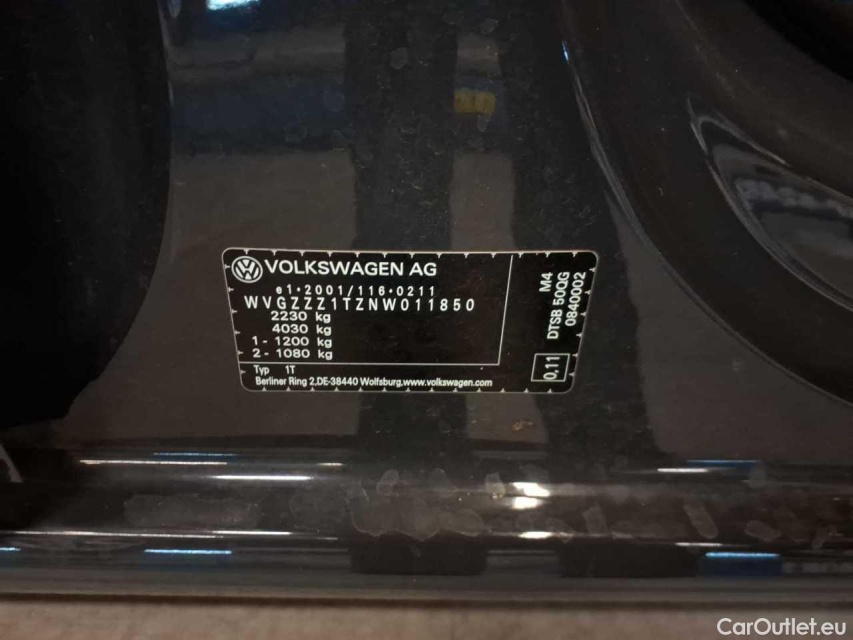 VOLKSWAGEN AG
e1*2001/116*0211
WVGZZZ1TZNW011850
2230 kg
4030 kg
1 - 1200 kg
2 - 1080 kg
Typ 1T
Berliner Ring 2,DE-38440 Wolfsburg,www.volkswagen.com
M4
DTSB 50QG
0840002
0,11
CarOutlet.eu